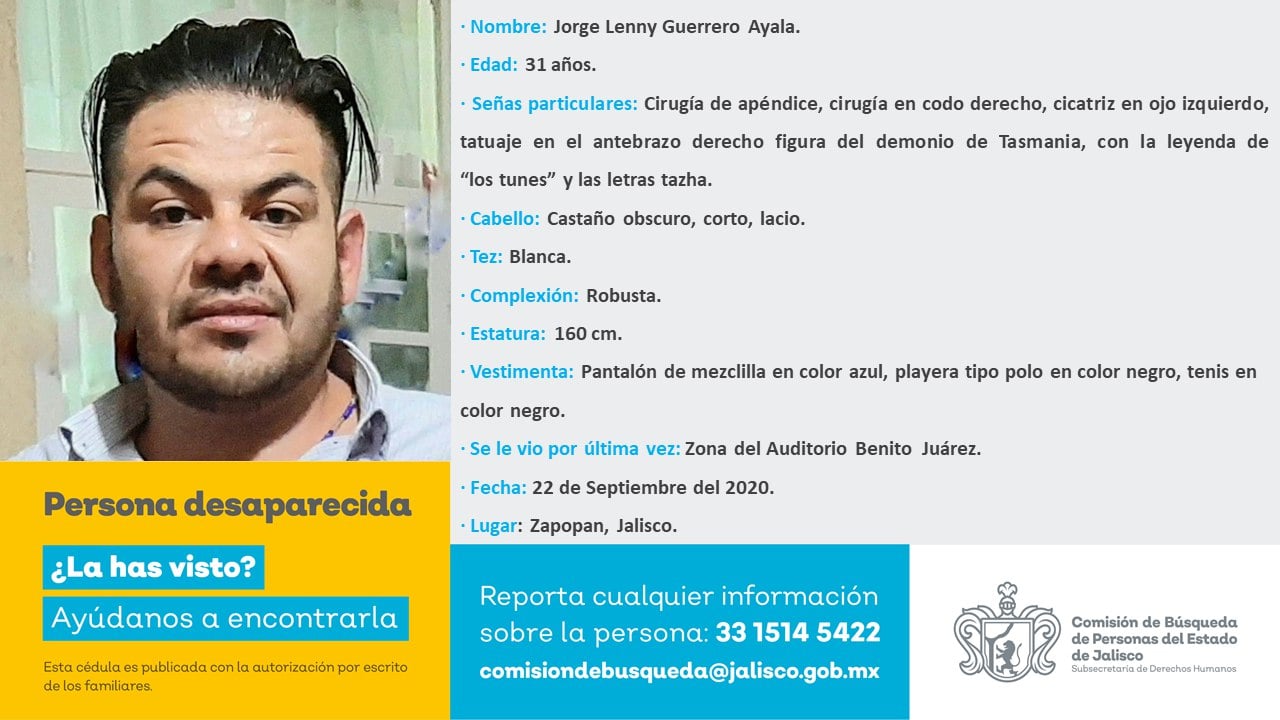 · Nombre: Jorge Lenny Guerrero Ayala.
· Edad: 31 años.
· Señas particulares: Cirugía de apéndice, cirugía en codo derecho, cicatriz en ojo izquierdo,
tatuaje en el antebrazo derecho figura del demonio de Tasmania, con la leyenda de
“los tunes” y las letras tazha.
· Cabello: Castaño obscuro, corto, lacio.
· Tez: Blanca.
· Complexión: Robusta.
· Estatura: 160 cm.
· Vestimenta: Pantalón de mezclilla en color azul, playera tipo polo en color negro, tenis en
color negro.
· Se le vio por última vez: Zona del Auditorio Benito Juárez.
· Fecha: 22 de Septiembre del 2020.
· Lugar: Zapopan, Jalisco.
Persona desaparecida
¿La has visto?
Ayúdanos a encontrarla
Esta cédula es publicada con la autorización por escrito
de los familiares.
Reporta cualquier información
sobre la persona: 33 1514 5422
comisiondebusqueda@jalisco.gob.mx
Comisión de Búsqueda
de Personas del Estado
de Jalisco
Subsecretaría de Derechos Humanos